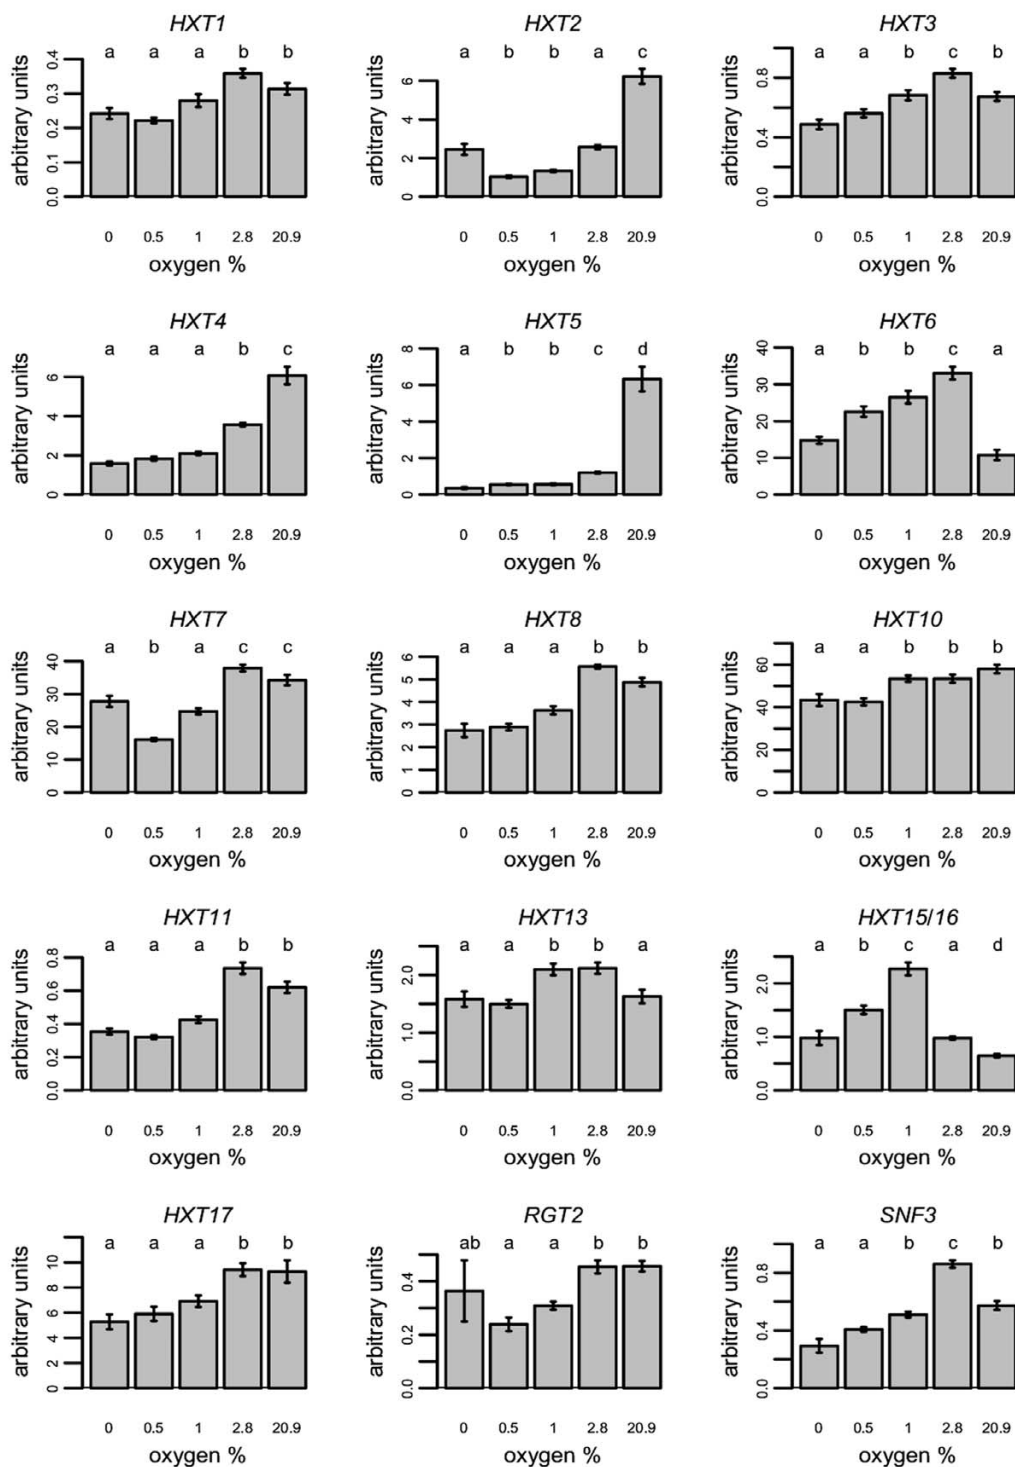 HXT1
a a a b b
arbitrary units
0.4
0.3
0.2
0.1
0.0
0 0.5 1 2.8 20.9
oxygen %
HXT2
a b b a c
arbitrary units
6
4
2
0
0 0.5 1 2.8 20.9
oxygen %
HXT3
a a b c b
arbitrary units
0.8
0.4
0.0
0 0.5 1 2.8 20.9
oxygen %
HXT4
a a a b c
arbitrary units
6
4
2
0
0 0.5 1 2.8 20.9
oxygen %
HXT5
a b b c d
arbitrary units
8
6
4
2
0
0 0.5 1 2.8 20.9
oxygen %
HXT6
a b b c a
arbitrary units
40
30
20
10
0
0 0.5 1 2.8 20.9
oxygen %
HXT7
a b a c c
arbitrary units
40
30
20
10
0
0 0.5 1 2.8 20.9
oxygen %
HXT8
a a a b b
arbitrary units
6
5
4
3
2
1
0
0 0.5 1 2.8 20.9
oxygen %
HXT10
a a b b b
arbitrary units
60
40
20
0
0 0.5 1 2.8 20.9
oxygen %
HXT11
a a a b b
arbitrary units
0.8
0.6
0.4
0.2
0.0
0 0.5 1 2.8 20.9
oxygen %
HXT13
a a b b a
arbitrary units
2.0
1.0
0.0
0 0.5 1 2.8 20.9
oxygen %
HXT15/16
a b c a d
arbitrary units
2.0
1.0
0.0
0 0.5 1 2.8 20.9
oxygen %
HXT17
a a a b b
arbitrary units
10
8
6
4
2
0
0 0.5 1 2.8 20.9
oxygen %
RGT2
ab a a b b
arbitrary units
0.4
0.2
0.0
0 0.5 1 2.8 20.9
oxygen %
SNF3
a a b c b
arbitrary units
0.8
0.4
0.0
0 0.5 1 2.8 20.9
oxygen %